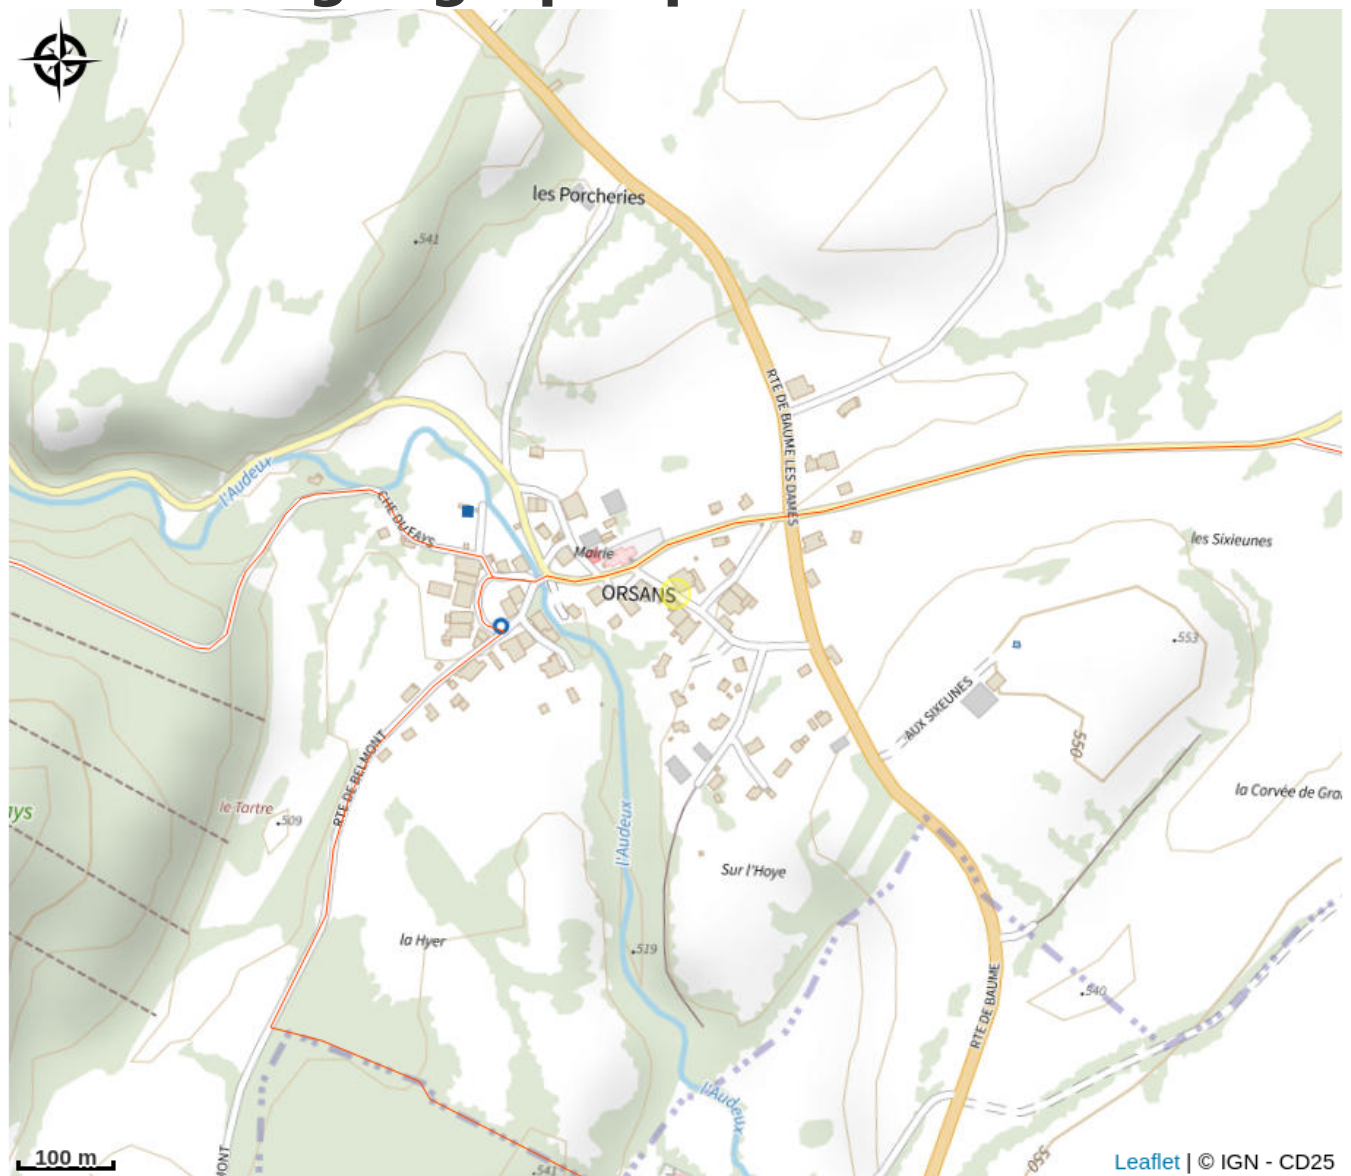 541
les Porcheries
RTE DE BAUME LES DAMES
l'Audeux
CHE DU FAYS
Mairie
ORSANS
les Sixieunes
553
AUX SIXEUNES
550
RTE DE BELMONT
le Tartre
509
la Corvée de Gra
l'Audeux
Sur l'Hoye
la Hyer
519
540
RTE DE BAUME
l'Audeux
550
541
100 m
Leaflet | © IGN - CD25